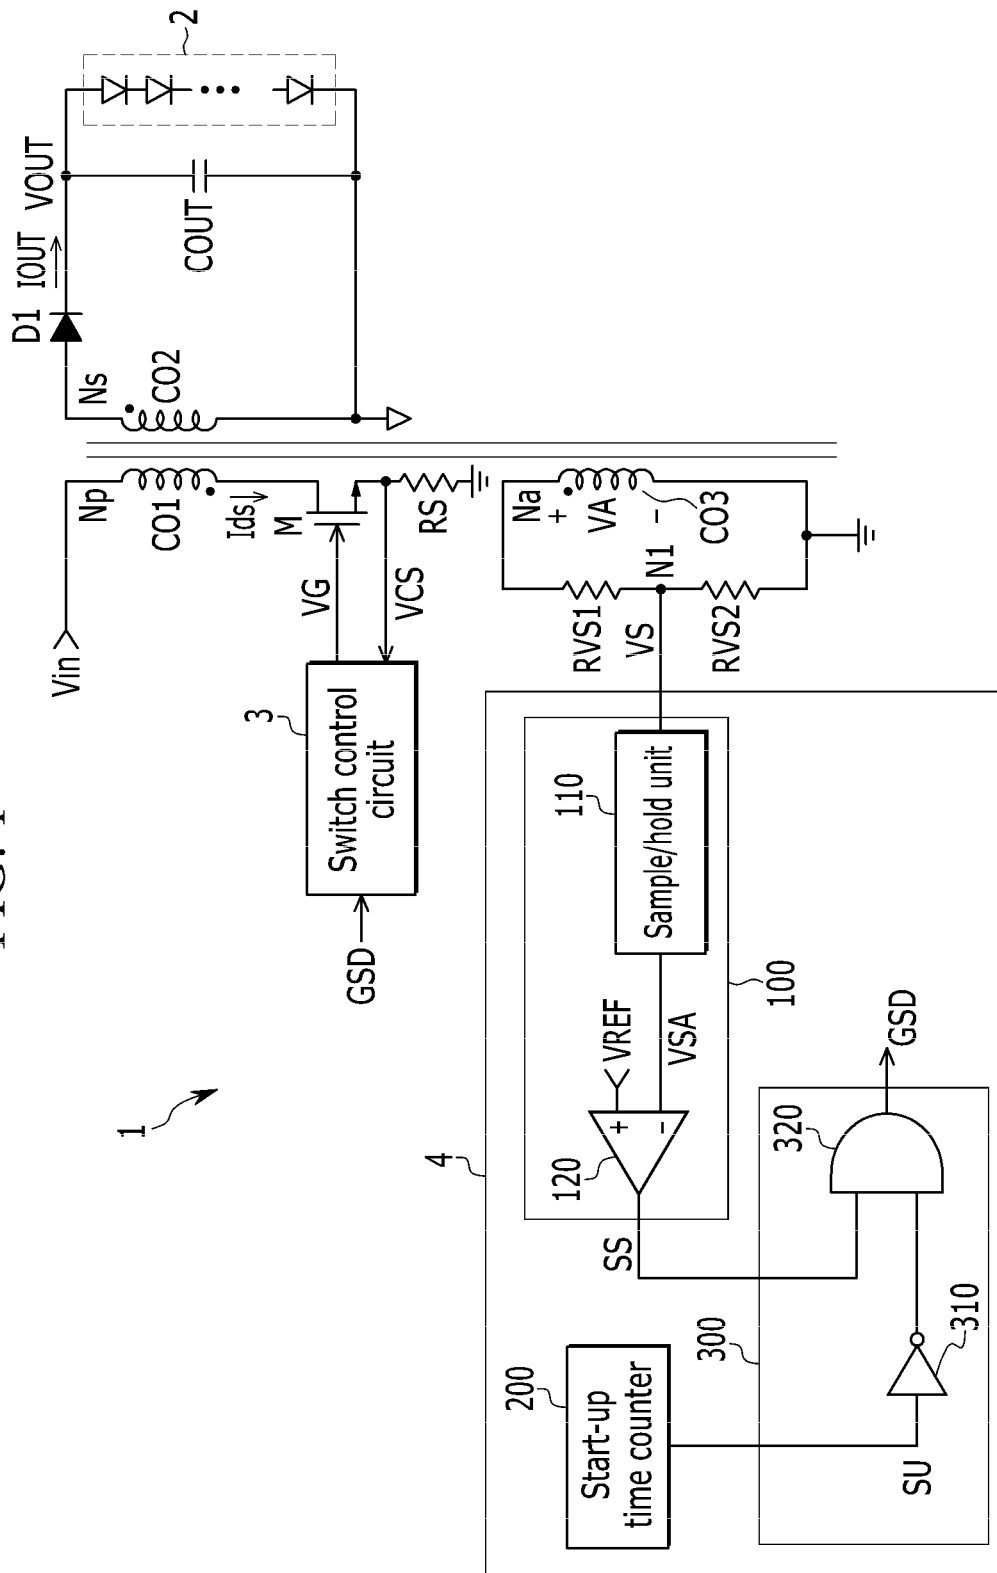 FIG. 1
1
Vin
Np
CO1
Ids
M
VG
VCS
RS
3
Switch control
circuit
GSD
Ns
CO2
D1
IOUT
VOUT
COUT
2
Na
+
VA
-
CO3
RVS1
N1
VS
RVS2
4
110
Sample/hold unit
100
VREF
VSA
+
-
120
SS
200
Start-up
time counter
300
SU
310
320
GSD